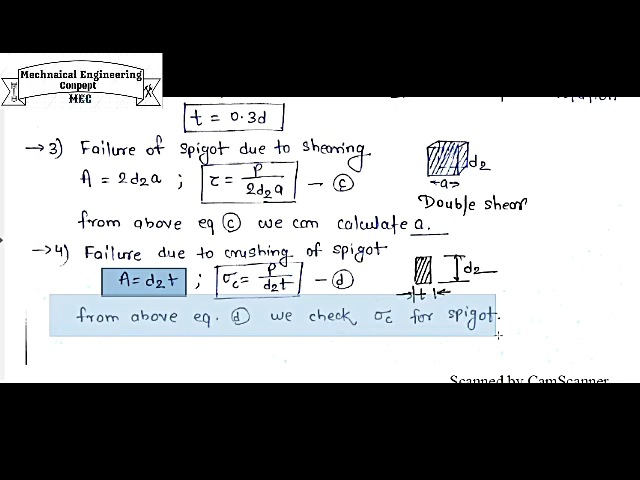 Mechnaical Engineering
Conpept
MEC
t = 0.3d
→3) Failure of spigot due to shearing
A = 2d₂a ; τ = P / 2d₂a — ⓒ
d₂
←a→
Double shear
from above eq ⓒ we can calculate a.
→4) Failure due to crushing of spigot
A = d₂t ; σc = P / d₂t — ⓓ
d₂
→|t|←
from above eq. ⓓ we check σc for spigot.
Scanned by CamScanner